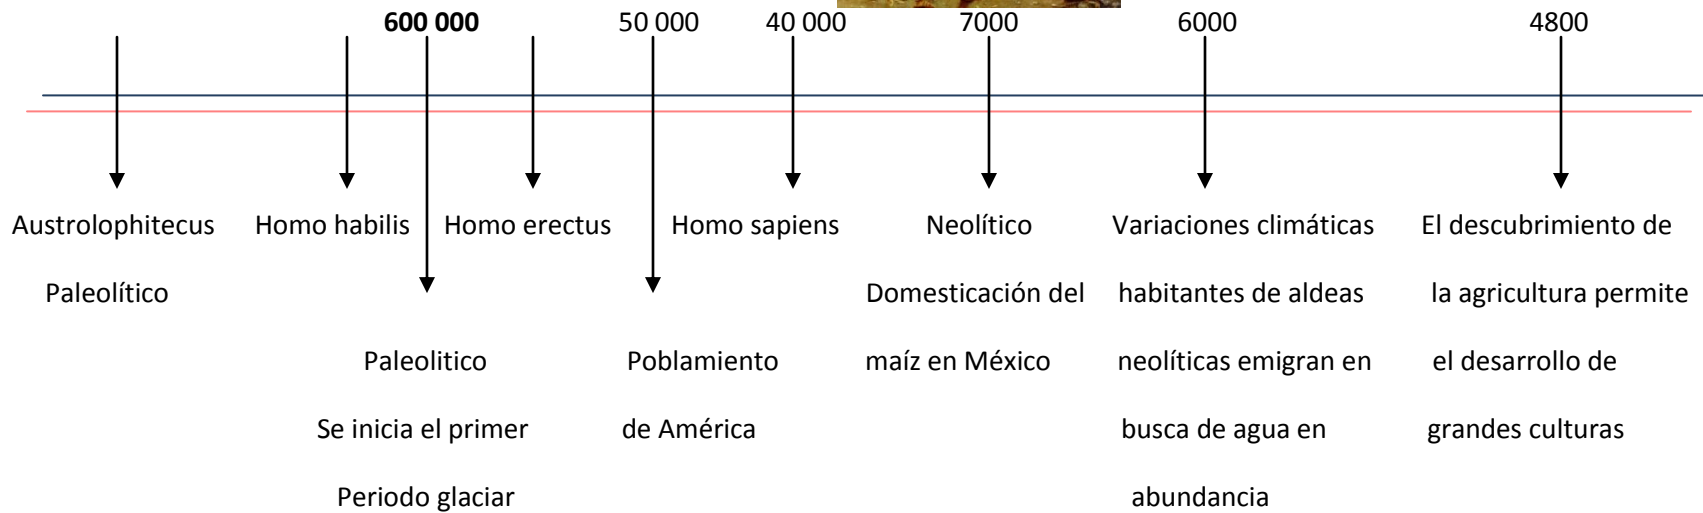 600 000 50 000 40 000 7000 6000 4800
Austrolophitecus Homo habilis Homo erectus Homo sapiens Neolítico Variaciones climáticas El descubrimiento de
Paleolítico Domesticación del habitantes de aldeas la agricultura permite
Paleolitico Poblamiento maíz en México neolíticas emigran en el desarrollo de
Se inicia el primer de América busca de agua en grandes culturas
Periodo glaciar abundancia